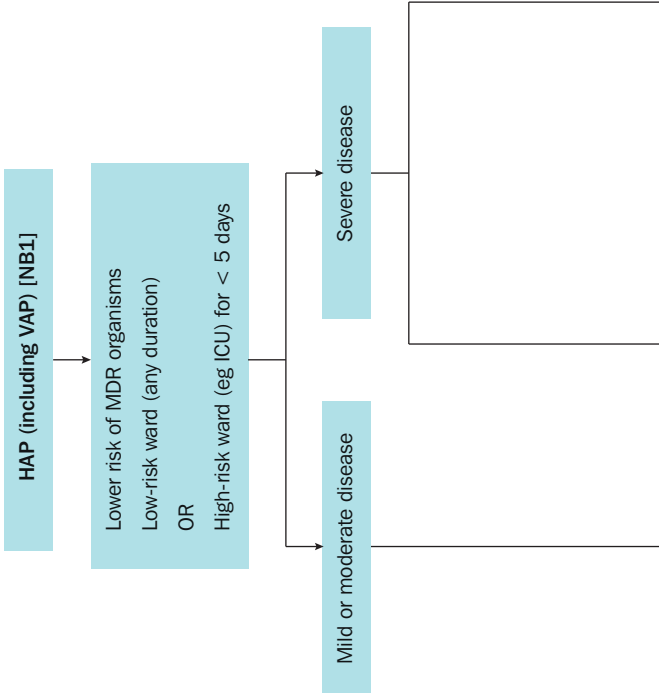 HAP (including VAP) [NB1]
Lower risk of MDR organisms
Low-risk ward (any duration)
OR
High-risk ward (eg ICU) for < 5 days
Mild or moderate disease
Severe disease